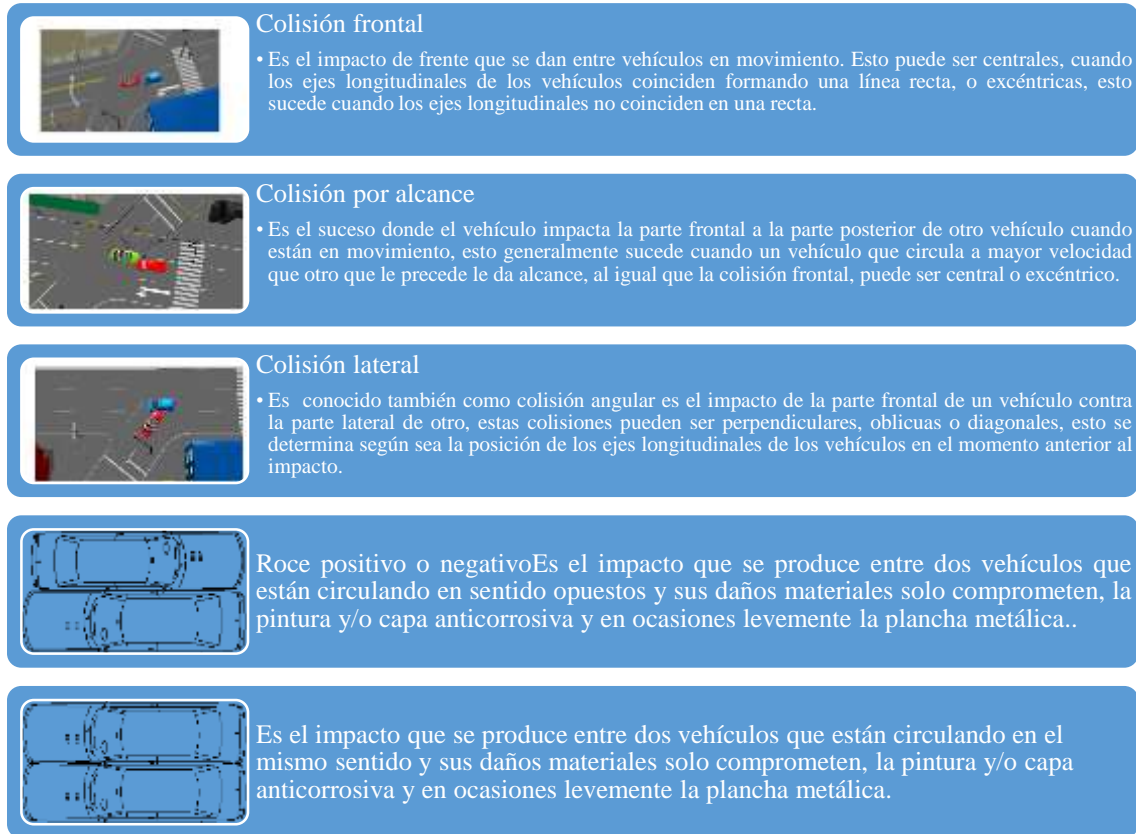 Colisión frontal
• Es el impacto de frente que se dan entre vehículos en movimiento. Esto puede ser centrales, cuando
los ejes longitudinales de los vehículos coinciden formando una línea recta, o excéntricas, esto
sucede cuando los ejes longitudinales no coinciden en una recta.
Colisión por alcance
• Es el suceso donde el vehículo impacta la parte frontal a la parte posterior de otro vehículo cuando
están en movimiento, esto generalmente sucede cuando un vehículo que circula a mayor velocidad
que otro que le precede le da alcance, al igual que la colisión frontal, puede ser central o excéntrico.
Colisión lateral
• Es conocido también como colisión angular es el impacto de la parte frontal de un vehículo contra
la parte lateral de otro, estas colisiones pueden ser perpendiculares, oblicuas o diagonales, esto se
determina según sea la posición de los ejes longitudinales de los vehículos en el momento anterior al
impacto.
Roce positivo o negativoEs el impacto que se produce entre dos vehículos que
están circulando en sentido opuestos y sus daños materiales solo comprometen, la
pintura y/o capa anticorrosiva y en ocasiones levemente la plancha metálica..
Es el impacto que se produce entre dos vehículos que están circulando en el
mismo sentido y sus daños materiales solo comprometen, la pintura y/o capa
anticorrosiva y en ocasiones levemente la plancha metálica.